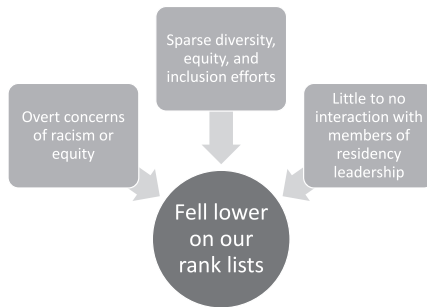 Sparse diversity,
equity, and
inclusion efforts
Overt concerns
of racism or
equity
Little to no
interaction with
members of
residency
leadership
Fell lower
on our
rank lists